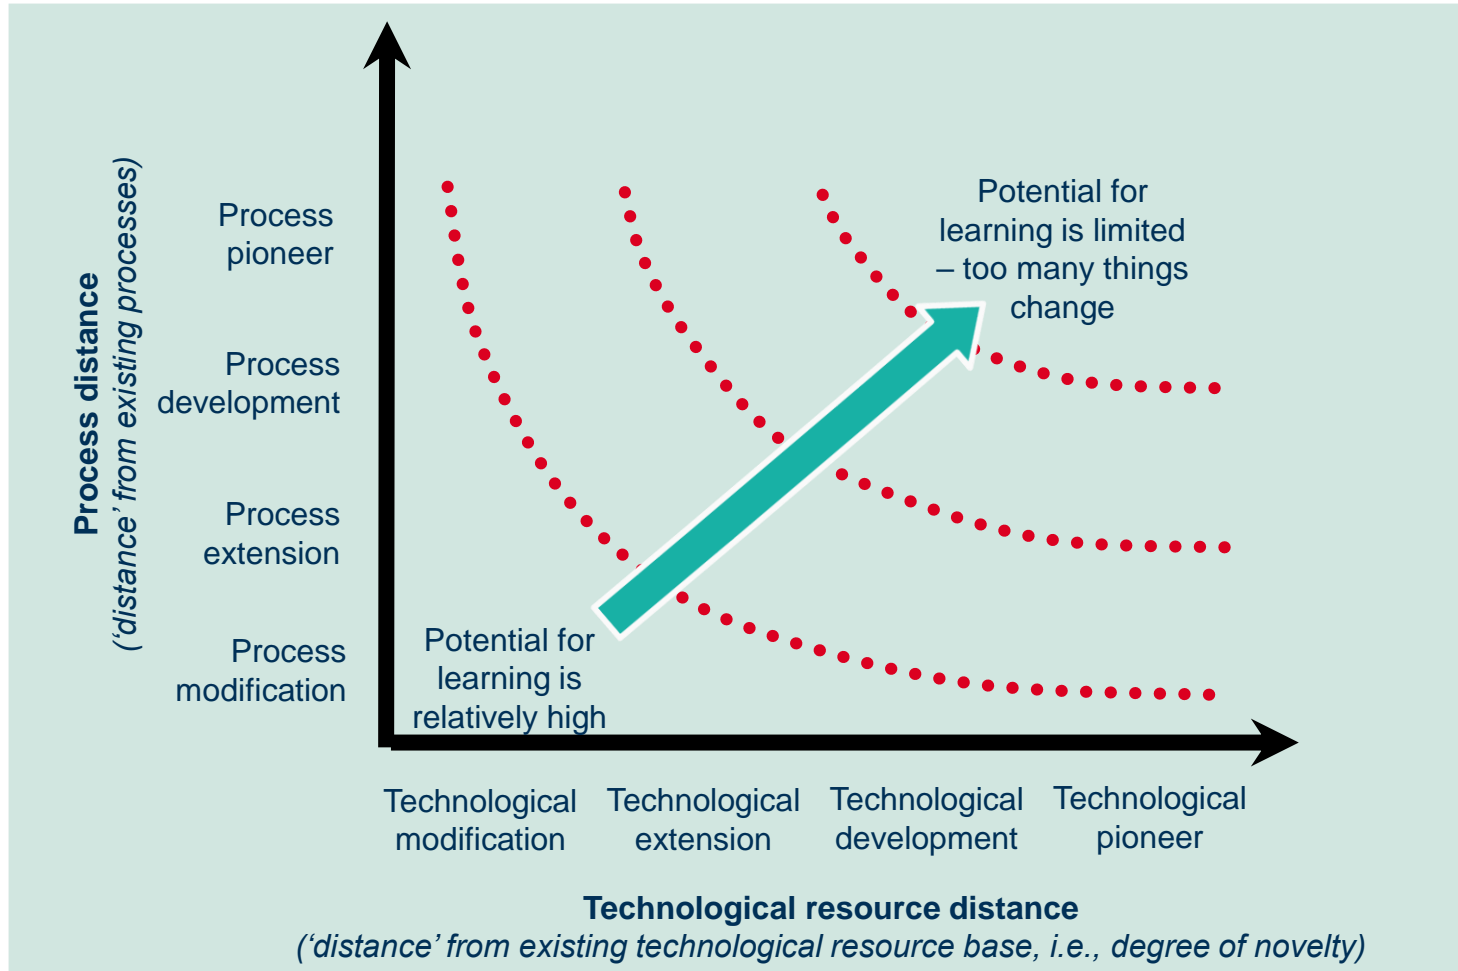 Process distance
(‘distance’ from existing processes)
Process
pioneer
Process
development
Process
extension
Process
modification
Potential for
learning is limited
– too many things
change
Potential for
learning is
relatively high
Technological
modification
Technological
extension
Technological
development
Technological
pioneer
Technological resource distance
(‘distance’ from existing technological resource base, i.e., degree of novelty)